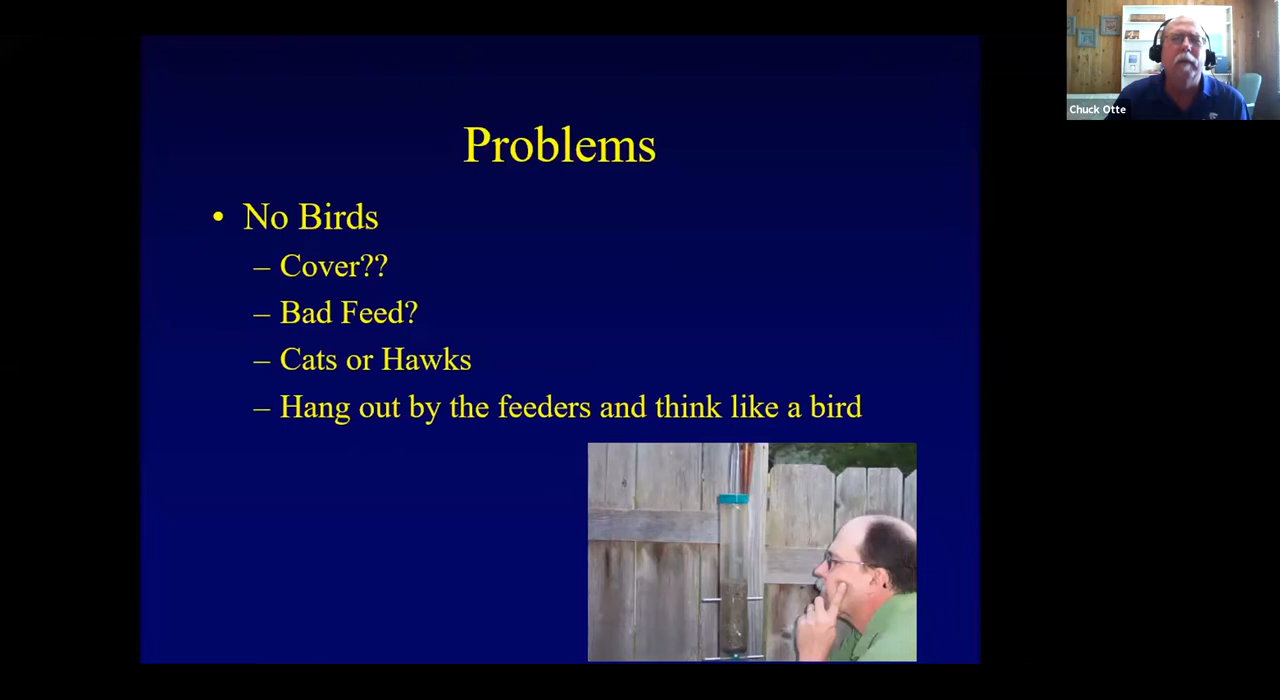 Problems
• No Birds
– Cover??
– Bad Feed?
– Cats or Hawks
– Hang out by the feeders and think like a bird
Chuck Otte